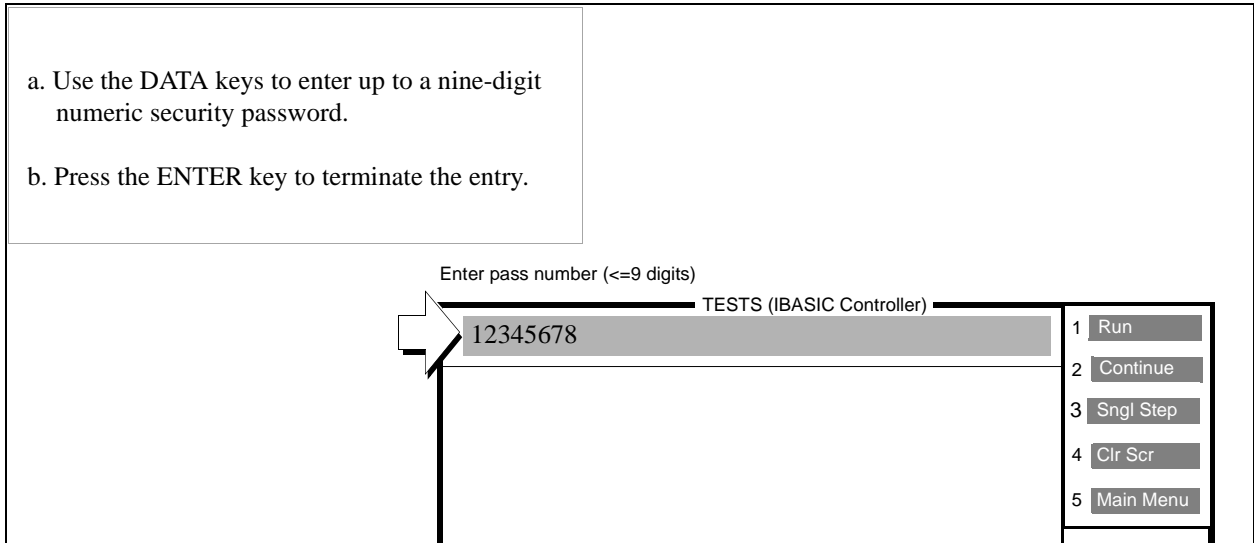 a. Use the DATA keys to enter up to a nine-digit
numeric security password.
b. Press the ENTER key to terminate the entry.
Enter pass number (<=9 digits)
TESTS (IBASIC Controller)
12345678
1 Run
2 Continue
3 Sngl Step
4 Clr Scr
5 Main Menu